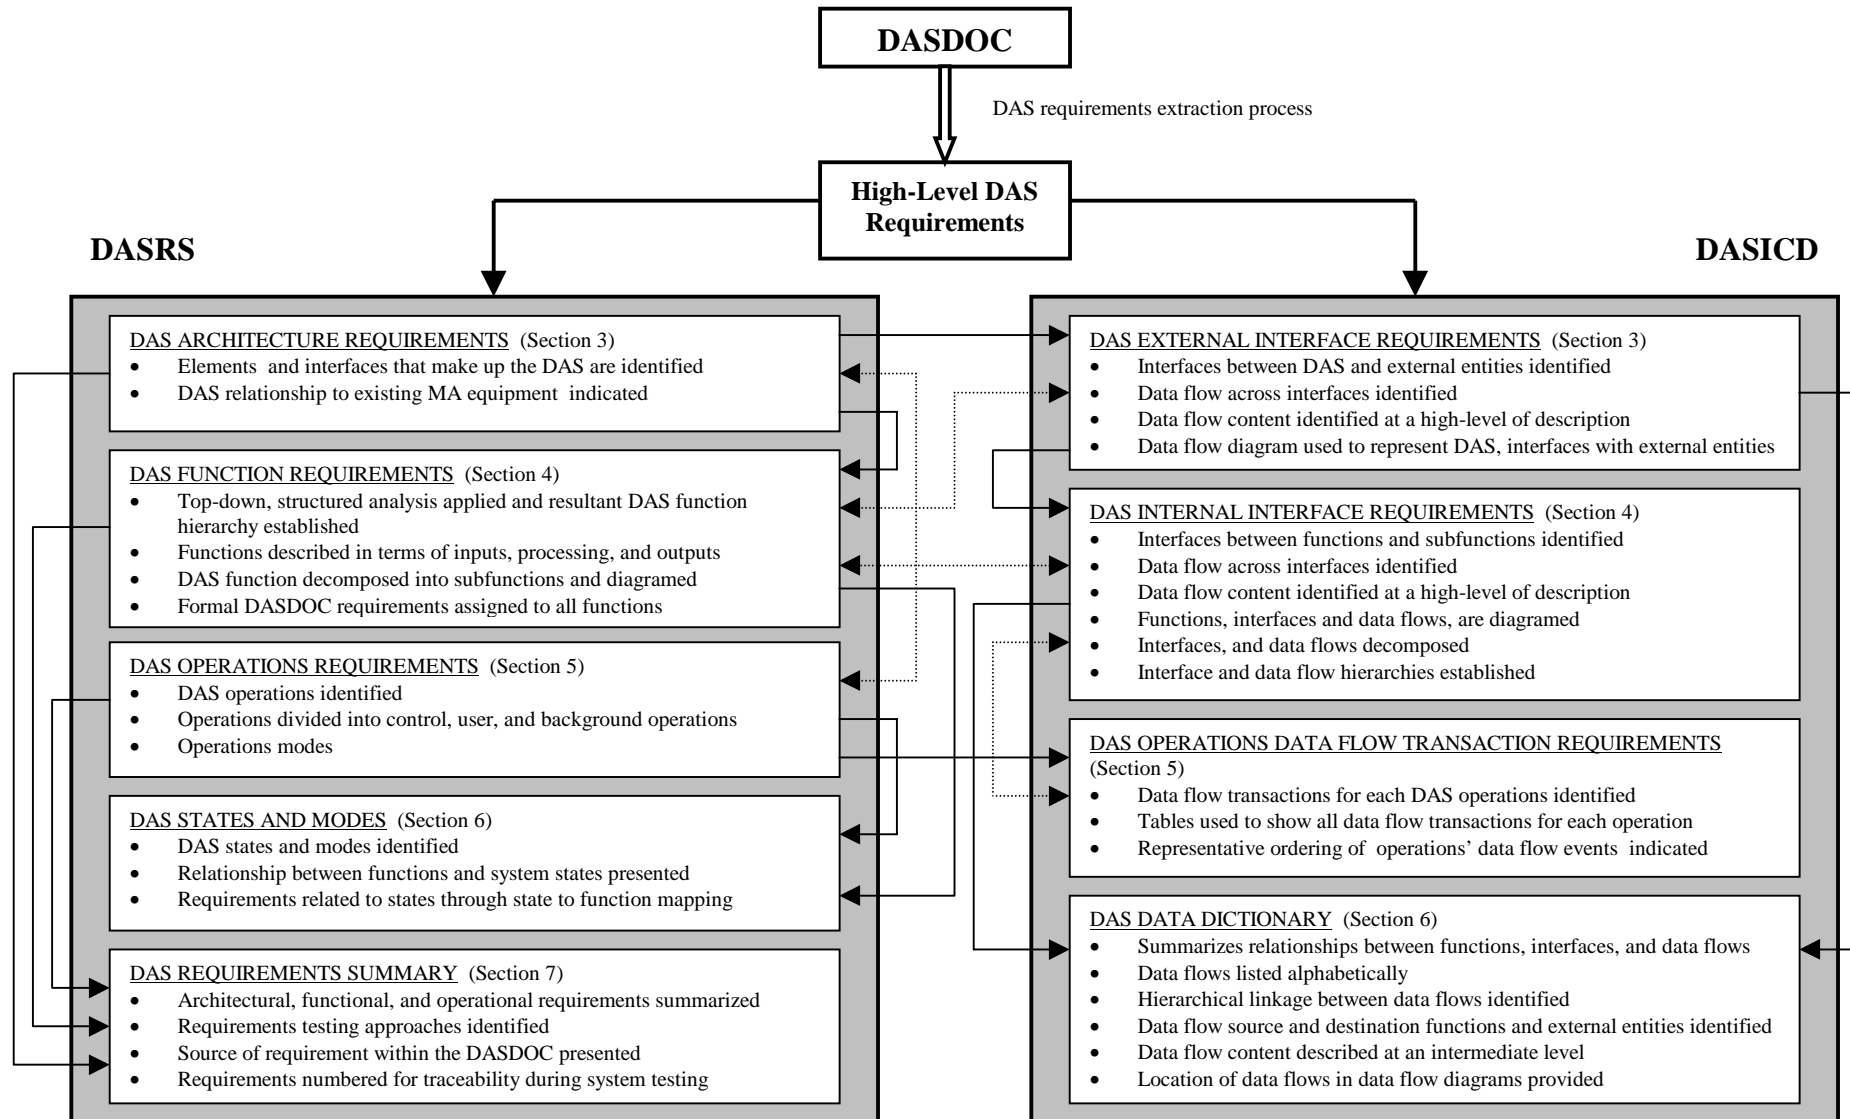 DASDOC
DAS requirements extraction process
High-Level DAS
Requirements
DASRS
DAS ARCHITECTURE REQUIREMENTS (Section 3)
• Elements and interfaces that make up the DAS are identified
• DAS relationship to existing MA equipment indicated
DAS FUNCTION REQUIREMENTS (Section 4)
• Top-down, structured analysis applied and resultant DAS function
hierarchy established
• Functions described in terms of inputs, processing, and outputs
• DAS function decomposed into subfunctions and diagramed
• Formal DASDOC requirements assigned to all functions
DAS OPERATIONS REQUIREMENTS (Section 5)
• DAS operations identified
• Operations divided into control, user, and background operations
• Operations modes
DAS STATES AND MODES (Section 6)
• DAS states and modes identified
• Relationship between functions and system states presented
• Requirements related to states through state to function mapping
DAS REQUIREMENTS SUMMARY (Section 7)
• Architectural, functional, and operational requirements summarized
• Requirements testing approaches identified
• Source of requirement within the DASDOC presented
• Requirements numbered for traceability during system testing
DASICD
DAS EXTERNAL INTERFACE REQUIREMENTS (Section 3)
• Interfaces between DAS and external entities identified
• Data flow across interfaces identified
• Data flow content identified at a high-level of description
• Data flow diagram used to represent DAS, interfaces with external entities
DAS INTERNAL INTERFACE REQUIREMENTS (Section 4)
• Interfaces between functions and subfunctions identified
• Data flow across interfaces identified
• Data flow content identified at a high-level of description
• Functions, interfaces and data flows, are diagramed
• Interfaces, and data flows decomposed
• Interface and data flow hierarchies established
DAS OPERATIONS DATA FLOW TRANSACTION REQUIREMENTS
(Section 5)
• Data flow transactions for each DAS operations identified
• Tables used to show all data flow transactions for each operation
• Representative ordering of operations’ data flow events indicated
DAS DATA DICTIONARY (Section 6)
• Summarizes relationships between functions, interfaces, and data flows
• Data flows listed alphabetically
• Hierarchical linkage between data flows identified
• Data flow source and destination functions and external entities identified
• Data flow content described at an intermediate level
• Location of data flows in data flow diagrams provided